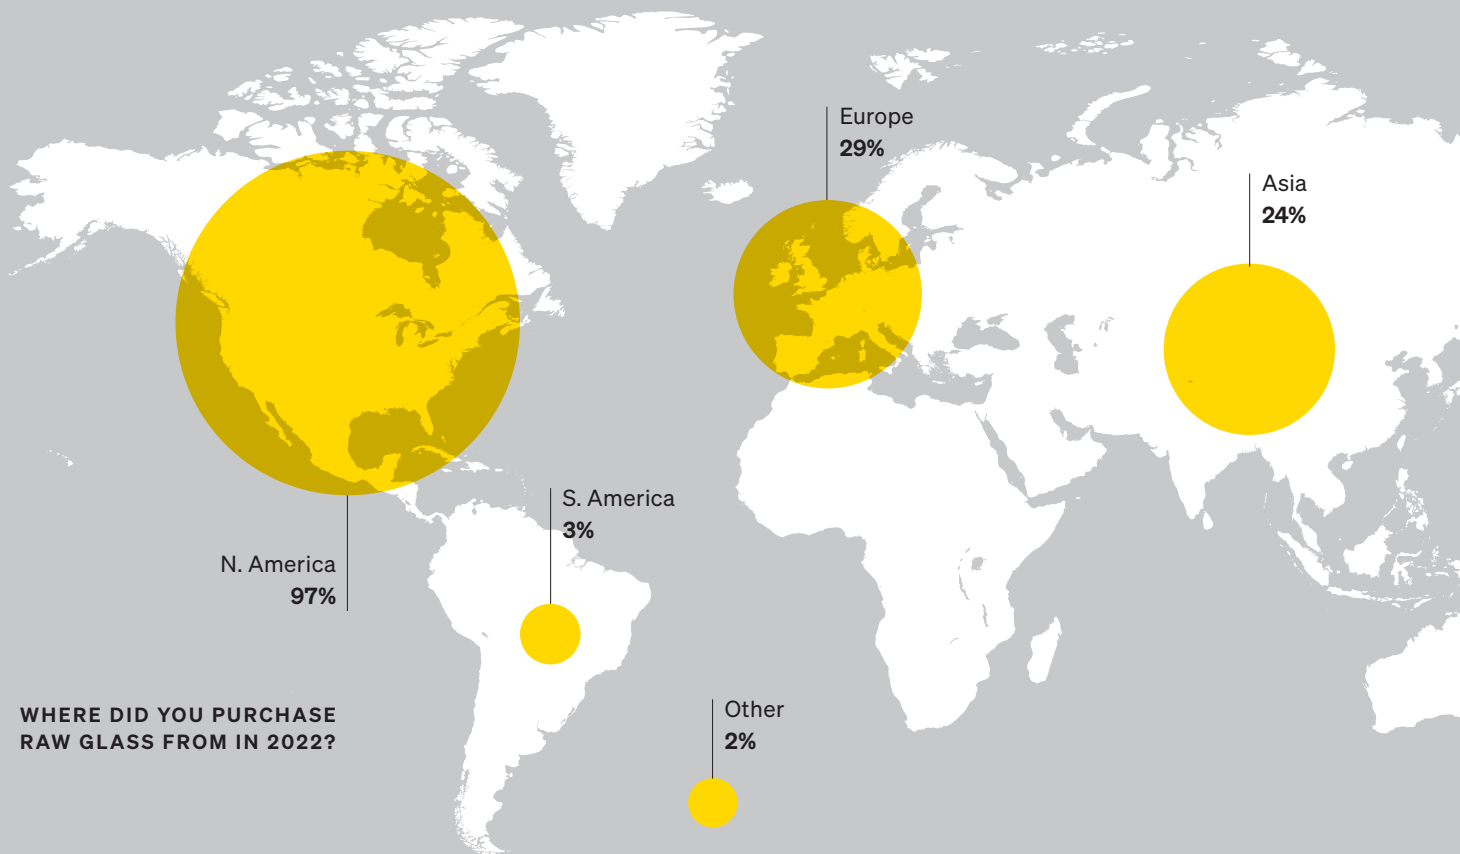 Europe
29%
Asia
24%
S. America
3%
N. America
97%
WHERE DID YOU PURCHASE
RAW GLASS FROM IN 2022?
Other
2%